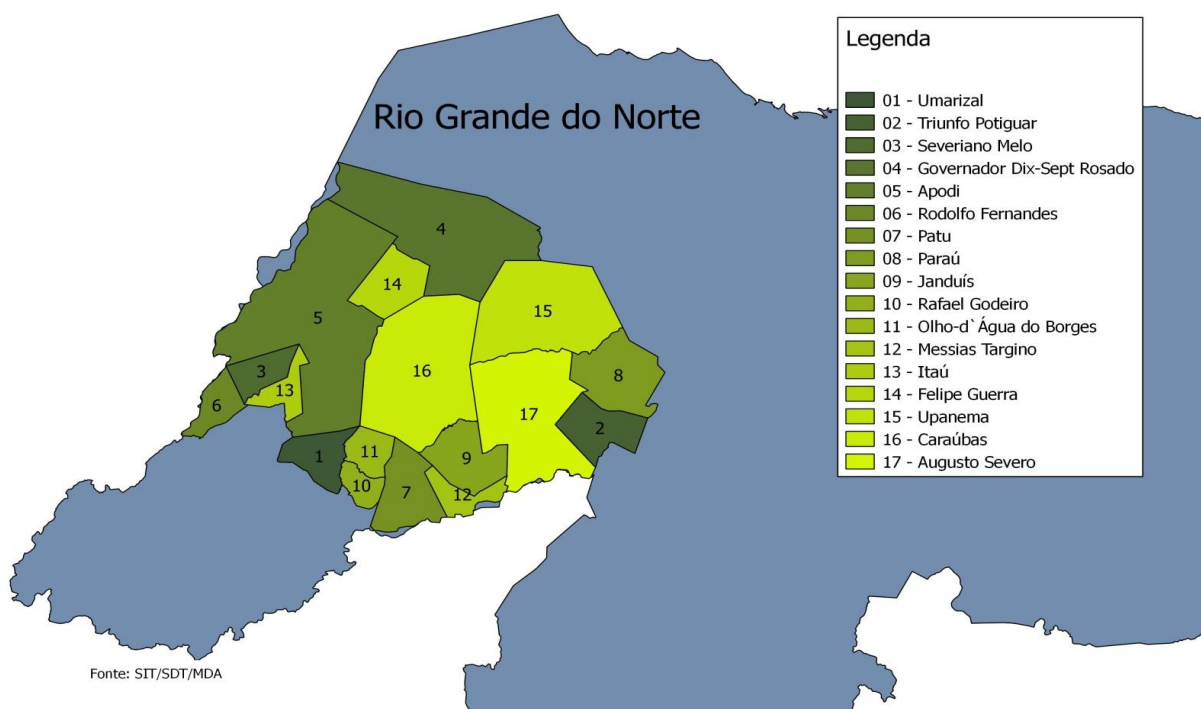 Rio Grande do Norte
4
14
15
5
16
3
13
8
6
17
2
1
11
9
10
7
12
Legenda
01 - Umarizal
02 - Triunfo Potiguar
03 - Severiano Melo
04 - Governador Dix-Sept Rosado
05 - Apodi
06 - Rodolfo Fernandes
07 - Patu
08 - Paraú
09 - Janduís
10 - Rafael Godeiro
11 - Olho-d`Água do Borges
12 - Messias Targino
13 - Itaú
14 - Felipe Guerra
15 - Upanema
16 - Caraúbas
17 - Augusto Severo
Fonte: SIT/SDT/MDA